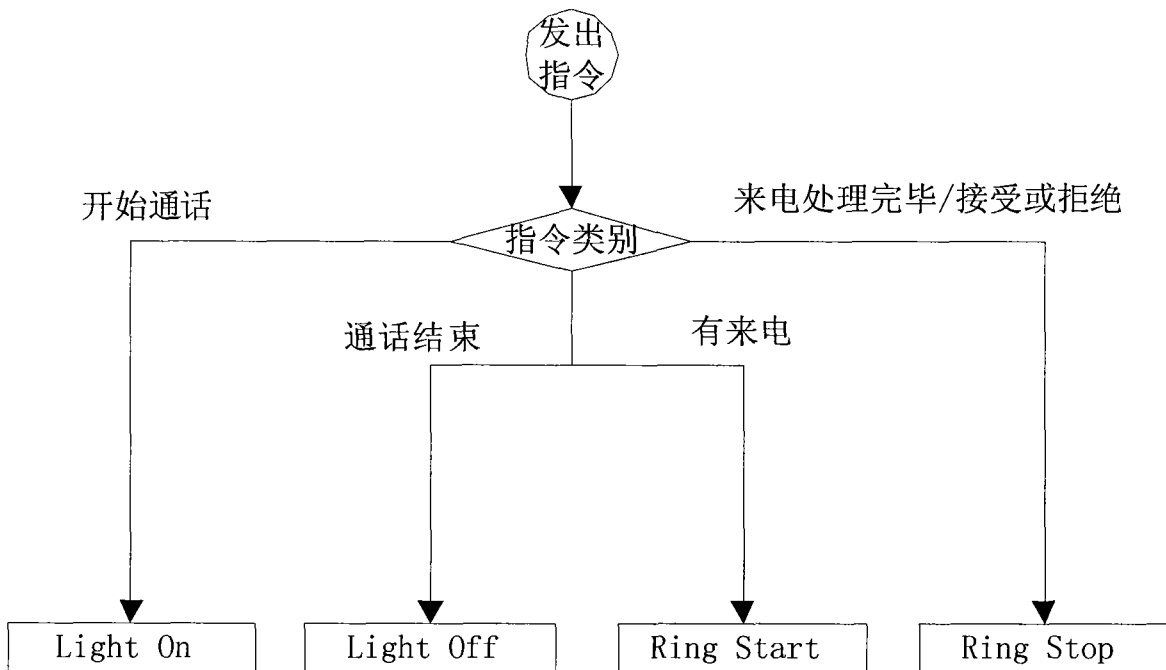 发出
指令
开始通话
来电处理完毕/接受或拒绝
指令类别
通话结束
有来电
Light On
Light Off
Ring Start
Ring Stop